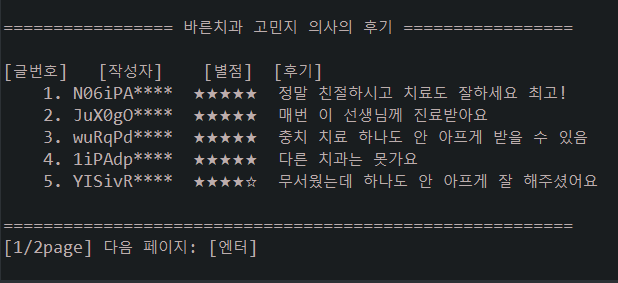 ================= 바른치과 고민지 의사의 후기 =================
[글번호] [작성자] [별점] [후기]
1. N06iPA**** ★★★★★ 정말 친절하시고 치료도 잘하세요 최고!
2. JuX0gO**** ★★★★★ 매번 이 선생님께 진료받아요
3. wuRqPd**** ★★★★★ 충치 치료 하나도 안 아프게 받을 수 있음
4. 1iPAdp**** ★★★★★ 다른 치과는 못가요
5. YISivR**** ★★★★☆ 무서웠는데 하나도 안 아프게 잘 해주셨어요
=========================================================
[1/2page] 다음 페이지: [엔터]